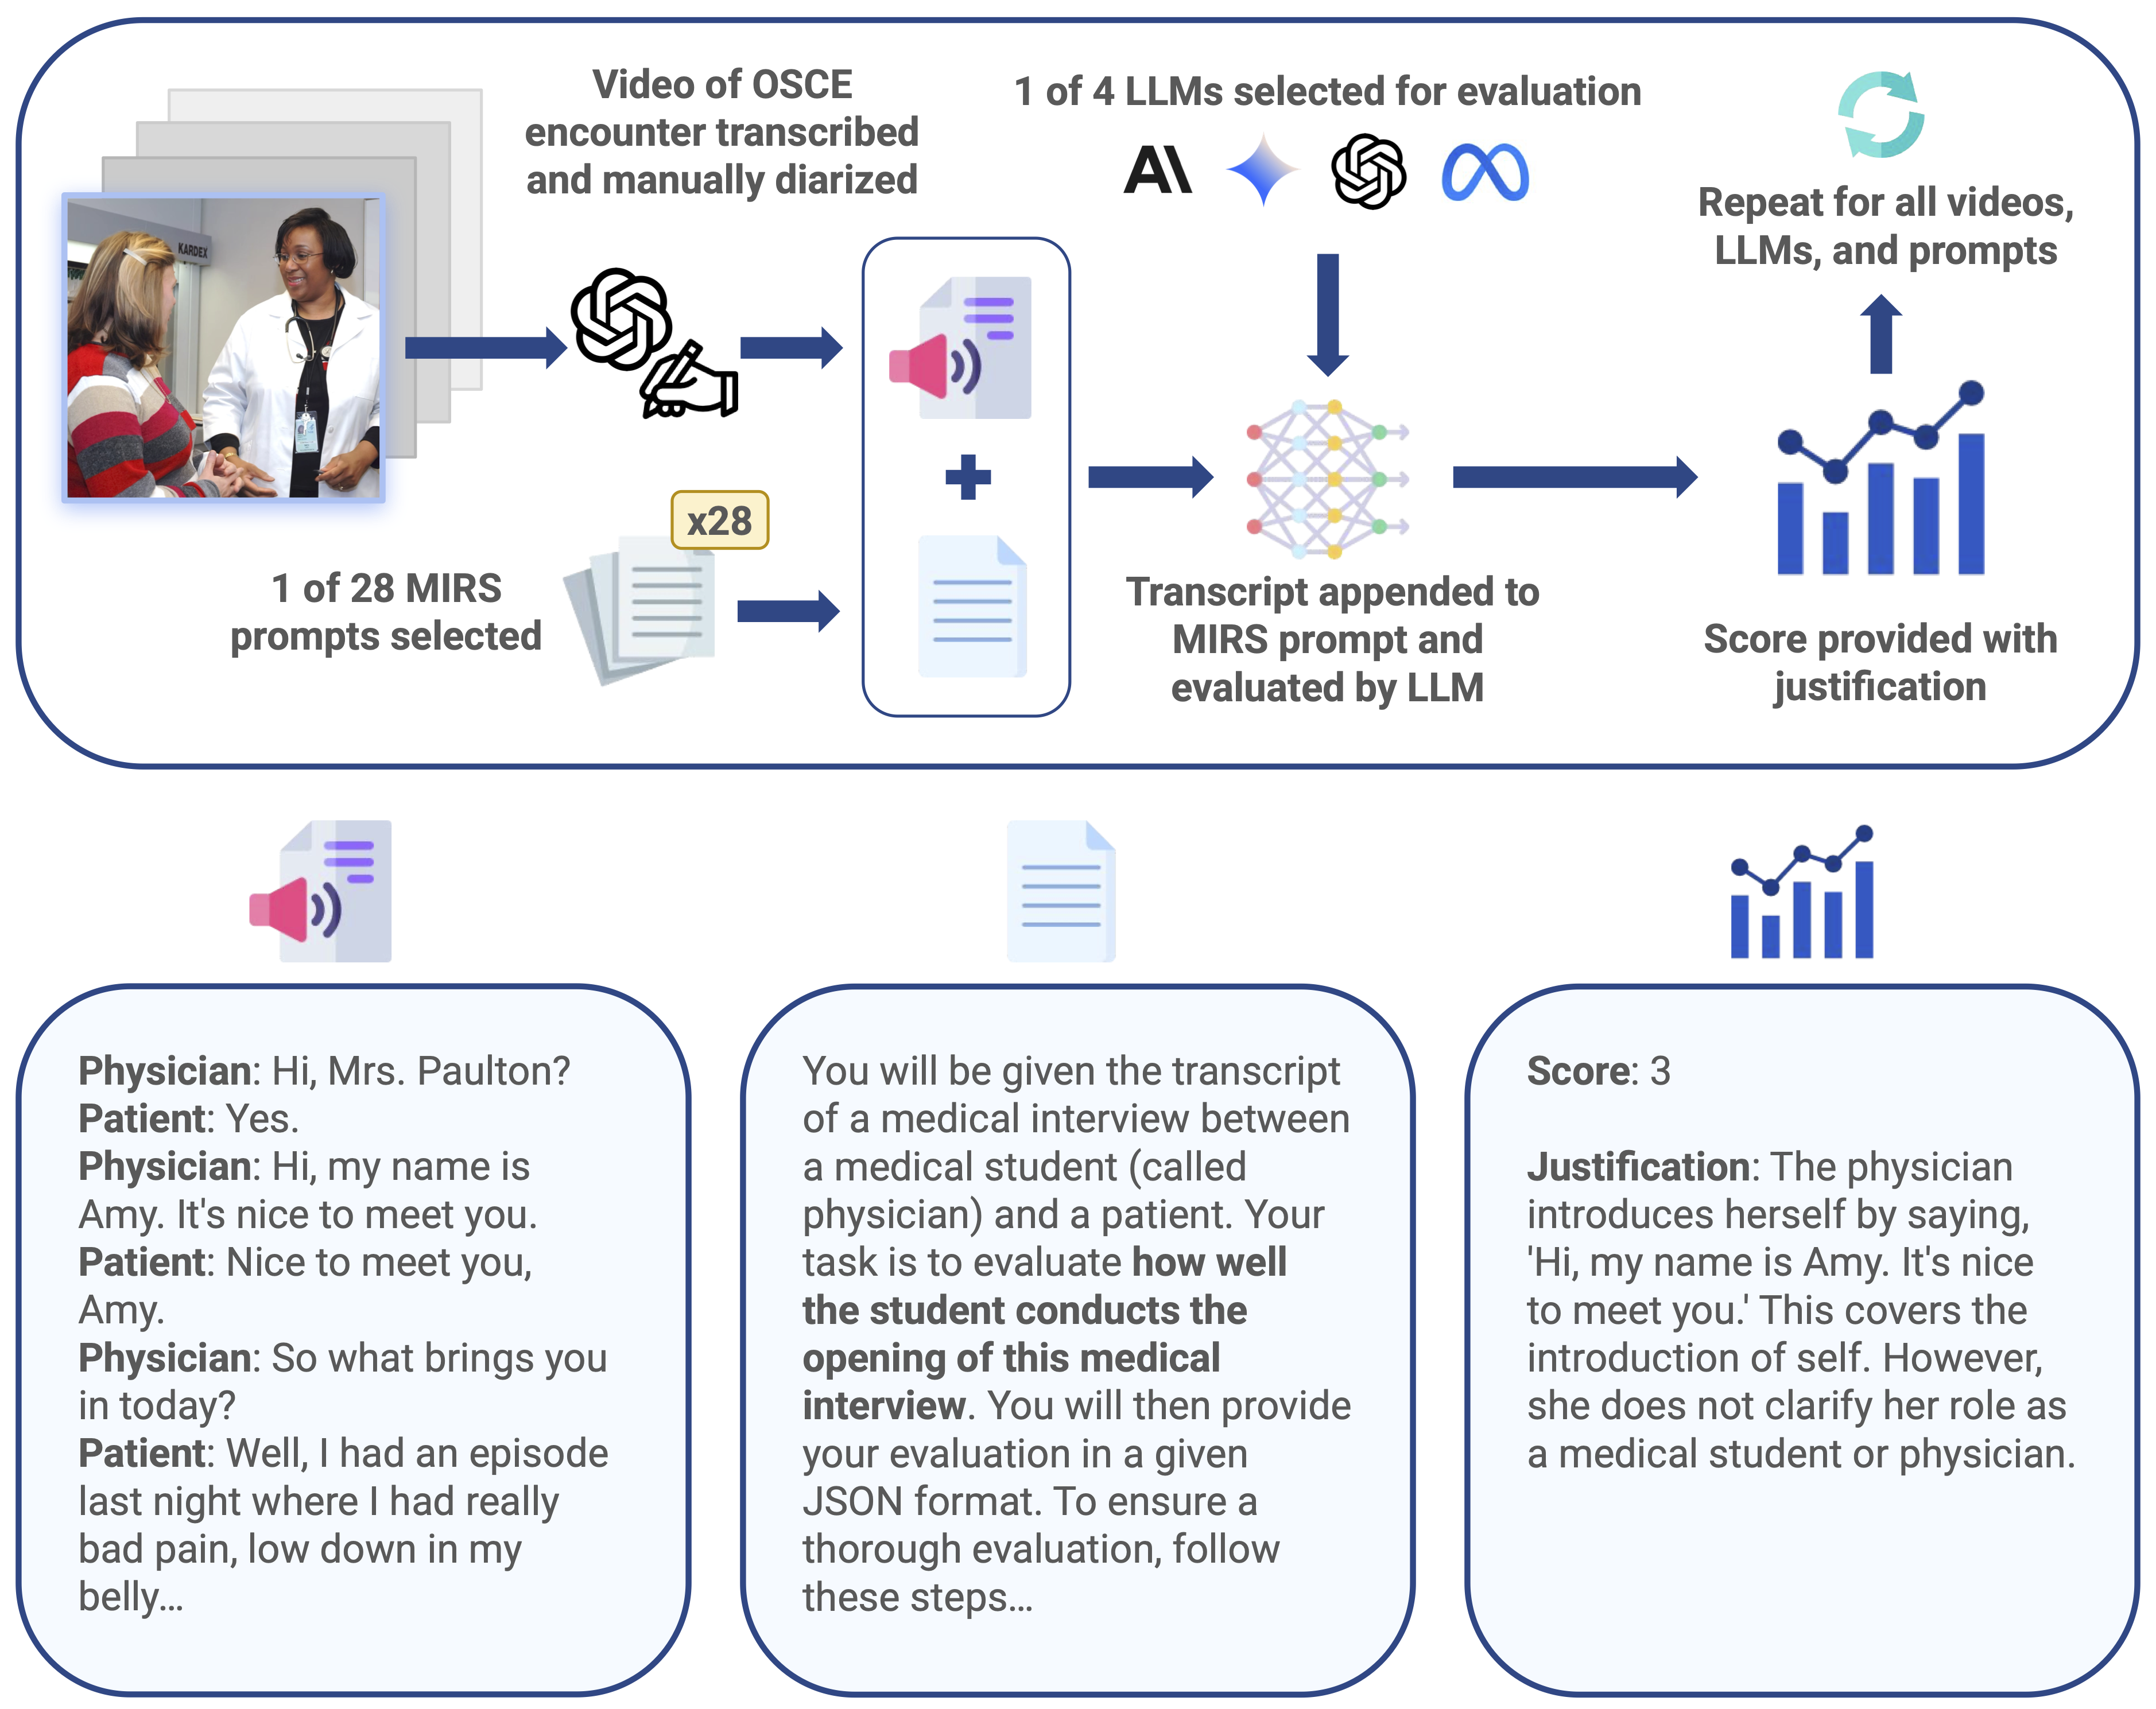 Video of OSCE
encounter transcribed
and manually diarized
1 of 4 LLMs selected for evaluation
Repeat for all videos,
LLMs, and prompts
KARDEX
x28
1 of 28 MIRS
prompts selected
Transcript appended to
MIRS prompt and
evaluated by LLM
Score provided with
justification
Physician: Hi, Mrs. Paulton?
Patient: Yes.
Physician: Hi, my name is
Amy. It's nice to meet you.
Patient: Nice to meet you,
Amy.
Physician: So what brings you
in today?
Patient: Well, I had an episode
last night where I had really
bad pain, low down in my
belly...
You will be given the transcript
of a medical interview between
a medical student (called
physician) and a patient. Your
task is to evaluate how well
the student conducts the
opening of this medical
interview. You will then provide
your evaluation in a given
JSON format. To ensure a
thorough evaluation, follow
these steps...
Score: 3
Justification: The physician
introduces herself by saying,
'Hi, my name is Amy. It's nice
to meet you.' This covers the
introduction of self. However,
she does not clarify her role as
a medical student or physician.